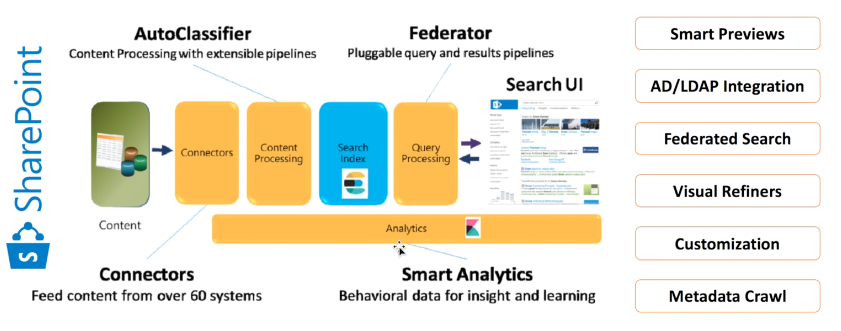 SharePoint
S
AutoClassifier
Content Processing with extensible pipelines
Federator
Pluggable query and results pipelines
Search UI
Content
Connectors
Content
Processing
Search
Index
Query
Processing
Analytics
Connectors
Feed content from over 60 systems
Smart Analytics
Behavioral data for insight and learning
Smart Previews
AD/LDAP Integration
Federated Search
Visual Refiners
Customization
Metadata Crawl